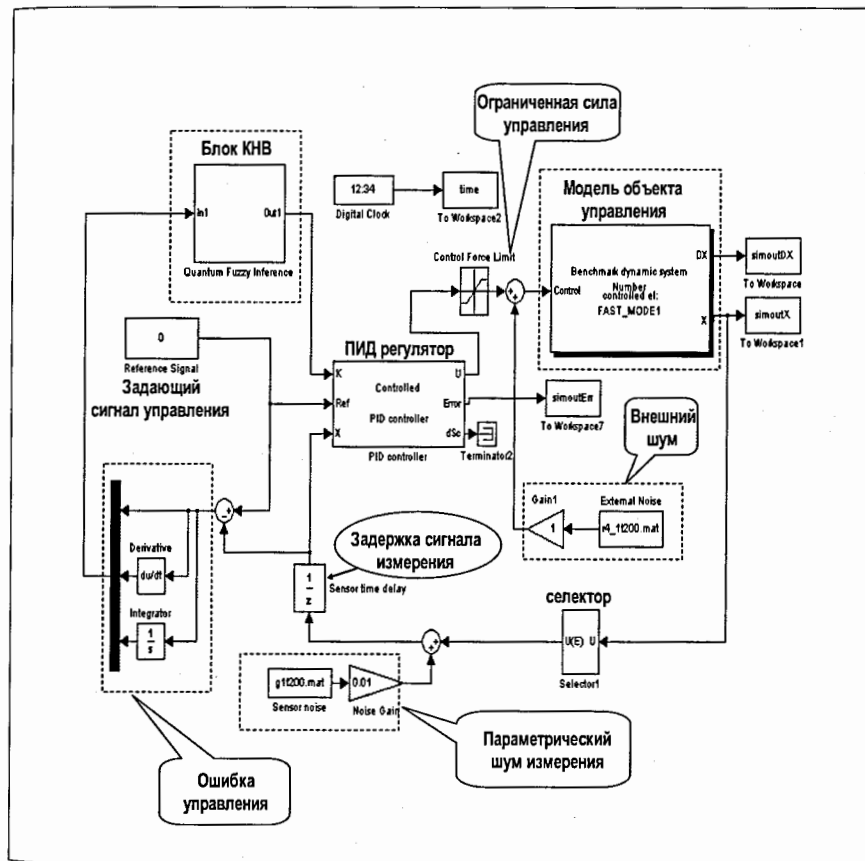 Ограниченная сила
управления
Блок КНВ
In1
Out1
Quantum Fuzzy Inference
12:34
Digital Clock
time
To Workspace2
Модель объекта
управления
Control Force Limit
Control
Benchmark dynamic system
Number
controlled el:
FAST_MODE1
DX
X
simoutDX
To Workspace
simoutX
To Workspace1
0
Reference Signal
Задающий
сигнал управления
ПИД регулятор
K
Ref
X
Controlled
PID controller
U
Error
dSc
PID controller
Terminator2
simoutErr
To Workspace7
Внешний
шум
Gain1
1
External Noise
r4_1f200.mat
Derivative
du/dt
Integrator
1
s
Задержка сигнала
измерения
1
z
Sensor time delay
селектор
U(E) U
Selector1
g1f200.mat
Sensor noise
0.01
Noise Gain
Параметрический
шум измерения
Ошибка
управления